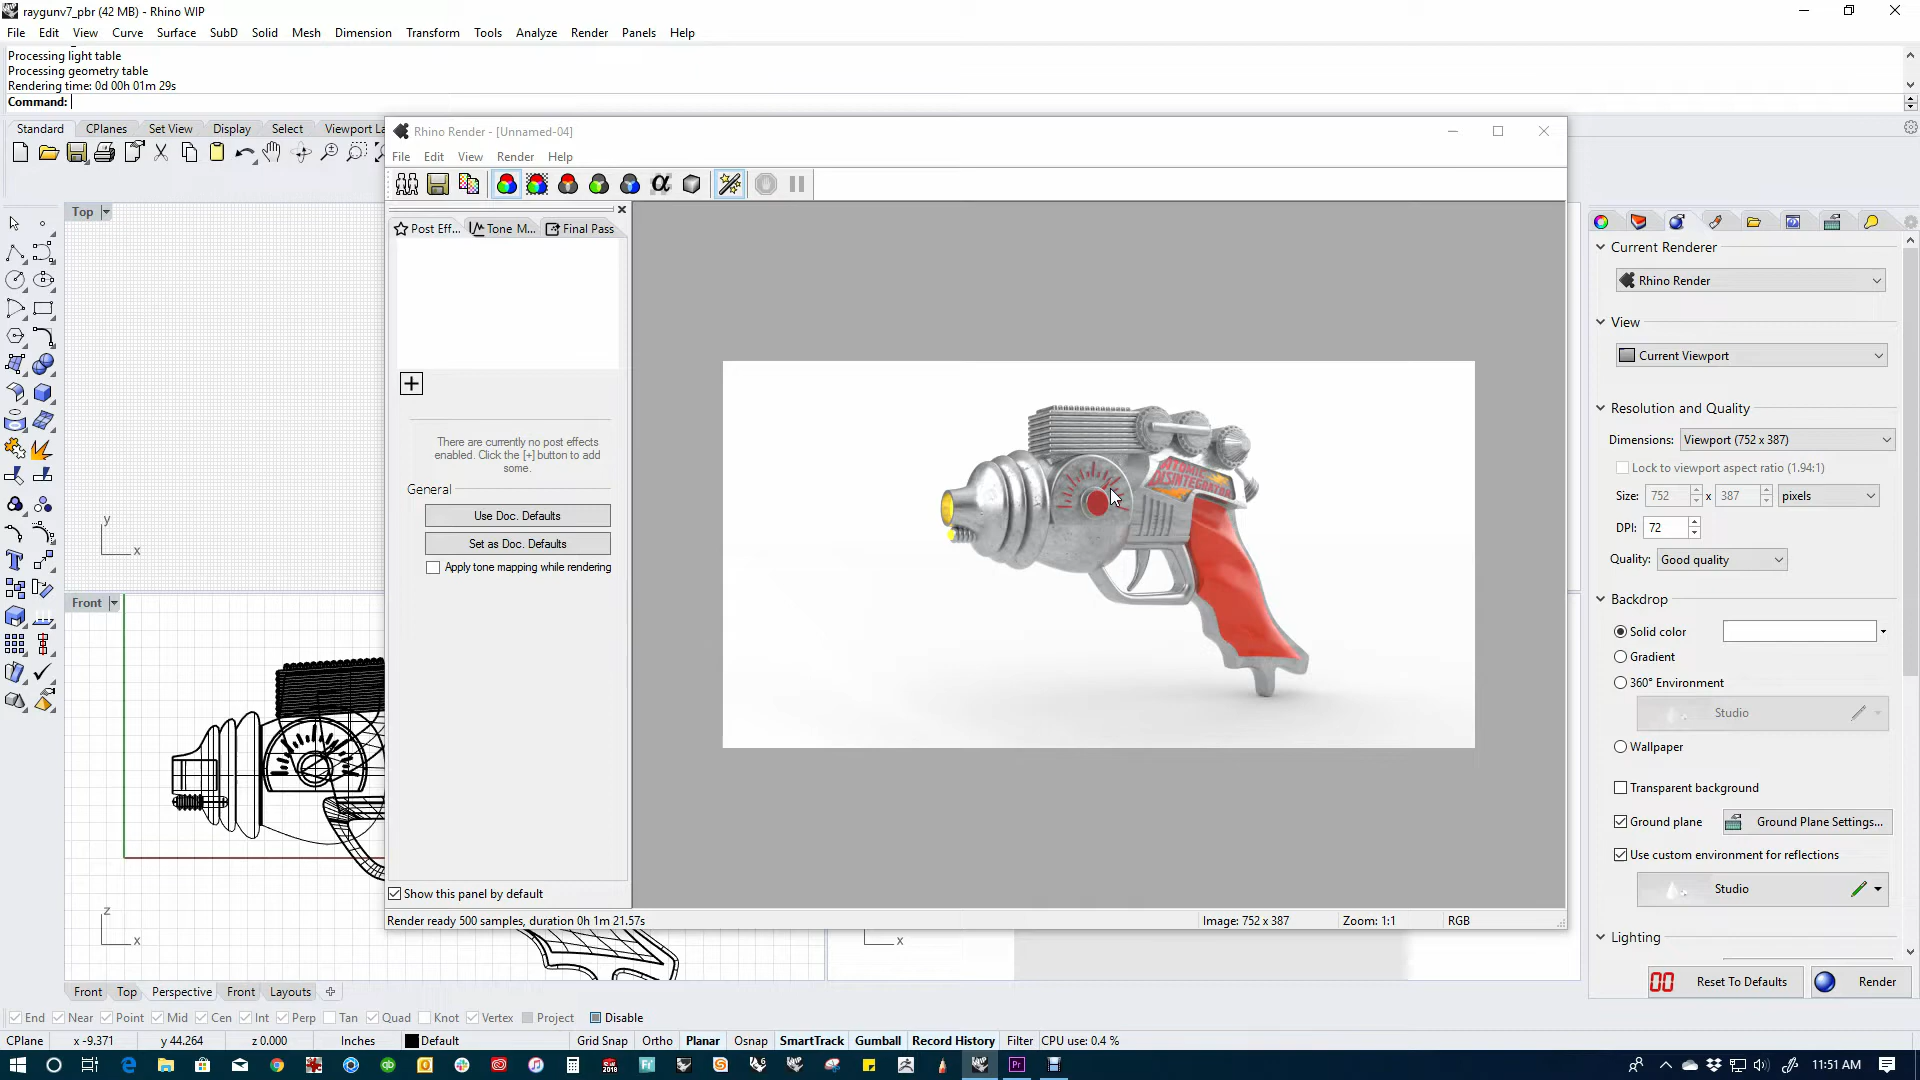 raygunv7_pbr (42 MB) - Rhino WIP
File Edit View Curve Surface SubD Solid Mesh Dimension Transform Tools Analyze Render Panels Help
Processing light table
Processing geometry table
Rendering time: 0d 00h 01m 29s
Command:
Standard CPlanes Set View Display Select Viewport La
Rhino Render - [Unnamed-04]
File Edit View Render Help
α
Post Eff... Tone M... Final Pass
There are currently no post effects
enabled. Click the [+] button to add
some.
General
Use Doc. Defaults
Set as Doc. Defaults
Apply tone mapping while rendering
Show this panel by default
Render ready 500 samples, duration 0h 1m 21.57s
Image: 752 x 387
Zoom: 1:1
RGB
ATOMIC
DISINTEGRATOR
Top
y
x
Front
z
x
x
Current Renderer
Rhino Render
View
Current Viewport
Resolution and Quality
Dimensions: Viewport (752 x 387)
Lock to viewport aspect ratio (1.94:1)
Size: 752 x 387 pixels
DPI: 72
Quality: Good quality
Backdrop
Solid color
Gradient
360° Environment
Studio
Wallpaper
Transparent background
Ground plane Ground Plane Settings...
Use custom environment for reflections
Studio
Lighting
Reset To Defaults Render
Front Top Perspective Front Layouts
End Near Point Mid Cen Int Perp Tan Quad Knot Vertex Project Disable
CPlane x -9.371 y 44.264 z 0.000 Inches Default Grid Snap Ortho Planar Osnap SmartTrack Gumball Record History Filter CPU use: 0.4 %
11:51 AM